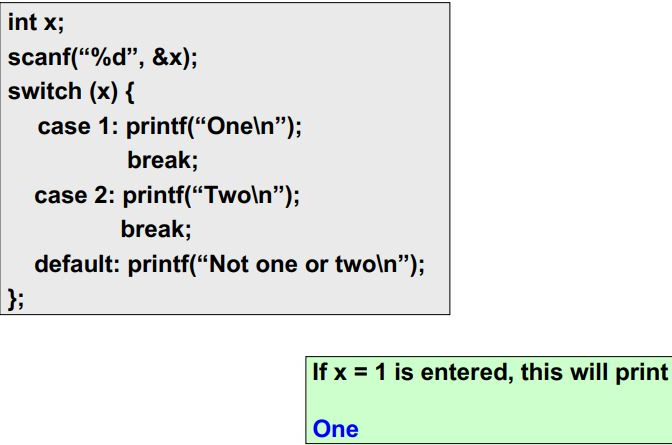 int x;
scanf(“%d”, &x);
switch (x) {
case 1: printf(“One\n”);
break;
case 2: printf(“Two\n”);
break;
default: printf(“Not one or two\n”);
};
If x = 1 is entered, this will print
One